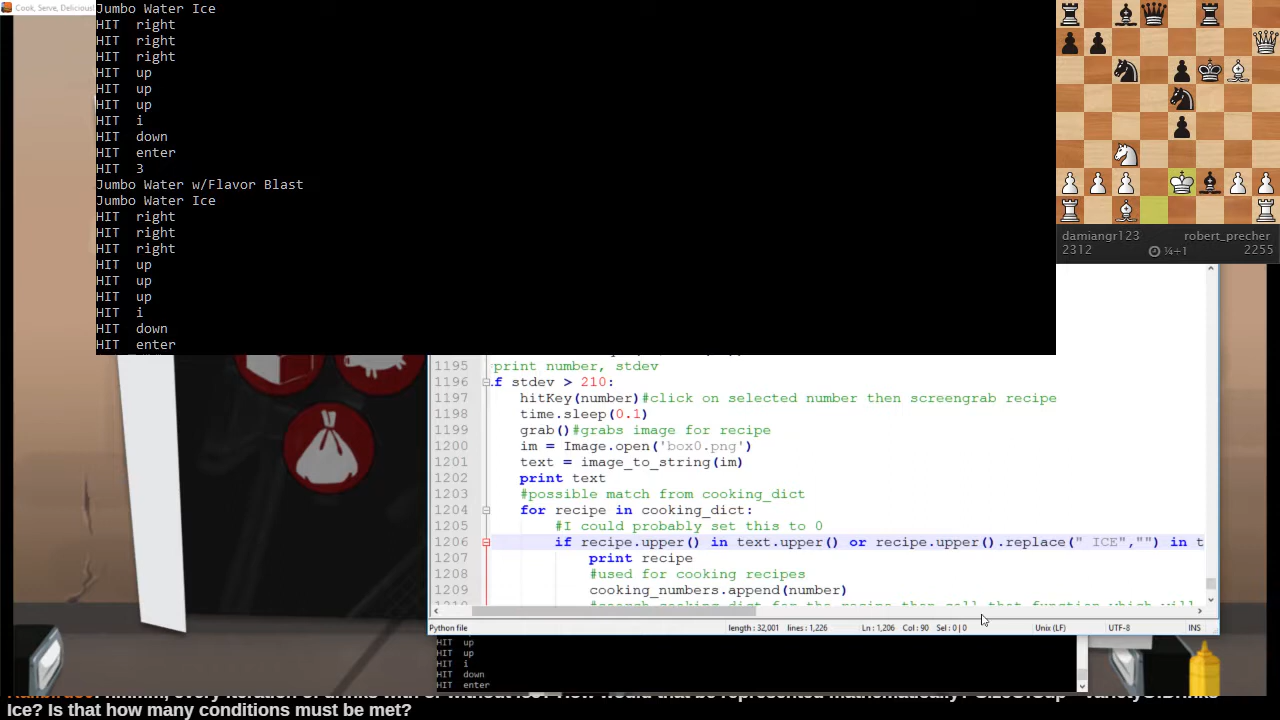 Cook, Serve, Delicious!
Jumbo Water Ice
HIT right
HIT right
HIT right
HIT up
HIT up
HIT up
HIT i
HIT down
HIT enter
HIT 3
Jumbo Water w/Flavor Blast
Jumbo Water Ice
HIT right
HIT right
HIT right
HIT up
HIT up
HIT up
HIT i
HIT down
HIT enter
damiangr123 robert_precher
2312 ¼+1 2255
1195 print number, stdev
1196 f stdev > 210:
1197 hitKey(number)#click on selected number then screengrab recipe
1198 time.sleep(0.1)
1199 grab()#grabs image for recipe
1200 im = Image.open('box0.png')
1201 text = image_to_string(im)
1202 print text
1203 #possible match from cooking_dict
1204 for recipe in cooking_dict:
1205 #I could probably set this to 0
1206 if recipe.upper() in text.upper() or recipe.upper().replace(" ICE","") in t
1207 print recipe
1208 #used for cooking recipes
1209 cooking_numbers.append(number)
Python file length : 32,001 lines : 1,226 Ln : 1,206 Col : 90 Sel : 0 | 0 Unix (LF) UTF-8 INS
HIT up
HIT up
HIT i
HIT down
HIT enter
Ice? Is that how many conditions must be met?